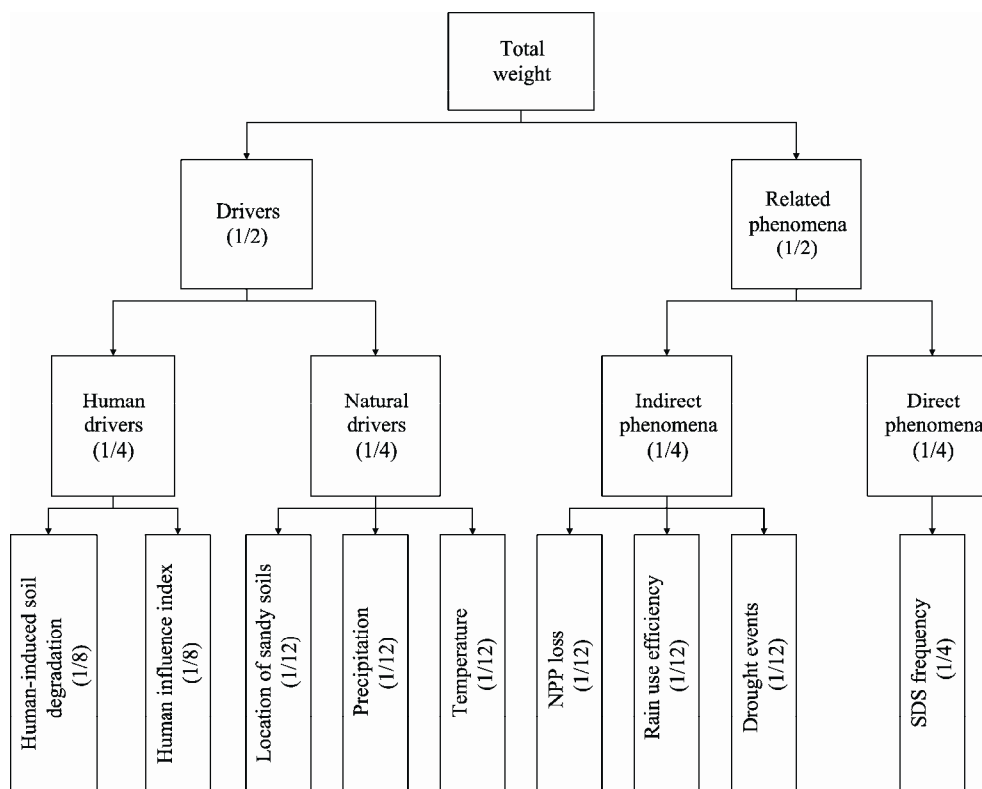 Total
weight
Drivers
(1/2)
Related
phenomena
(1/2)
Human
drivers
(1/4)
Natural
drivers
(1/4)
Indirect
phenomena
(1/4)
Direct
phenomena
(1/4)
Human-induced soil
degradation
(1/8)
Human influence index
(1/8)
Location of sandy soils
(1/12)
Precipitation
(1/12)
Temperature
(1/12)
NPP loss
(1/12)
Rain use efficiency
(1/12)
Drought events
(1/12)
SDS frequency
(1/4)